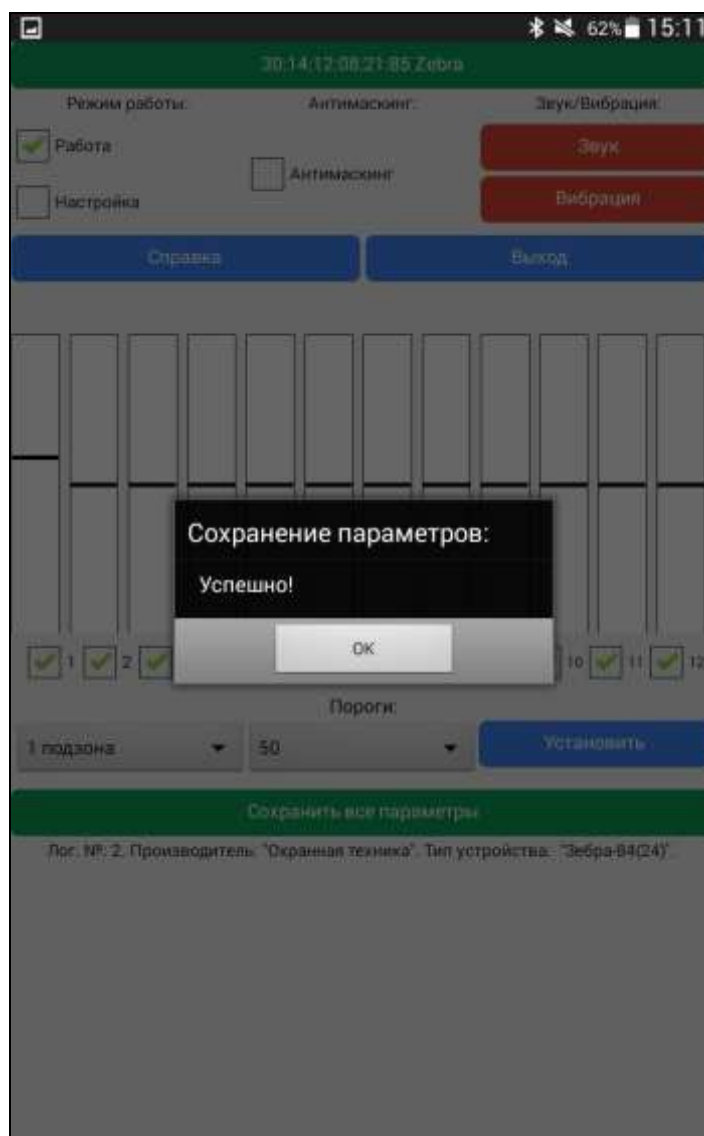 62% 15:11
30:14:12:08:21:85 Zebra
Режим работы: Антимаскинг: Звук/Вибрация:
Работа
Звук
Антимаскинг
Настройка
Вибрация
Справка Выход
Сохранение параметров:
Успешно!
OK
1 2 10 11 12
Пороги:
1 подзона 50 Установить
Сохранить все параметры
Лог. №: 2. Производитель: "Охранная техника". Тип устройства: "Зебра-84(24)".